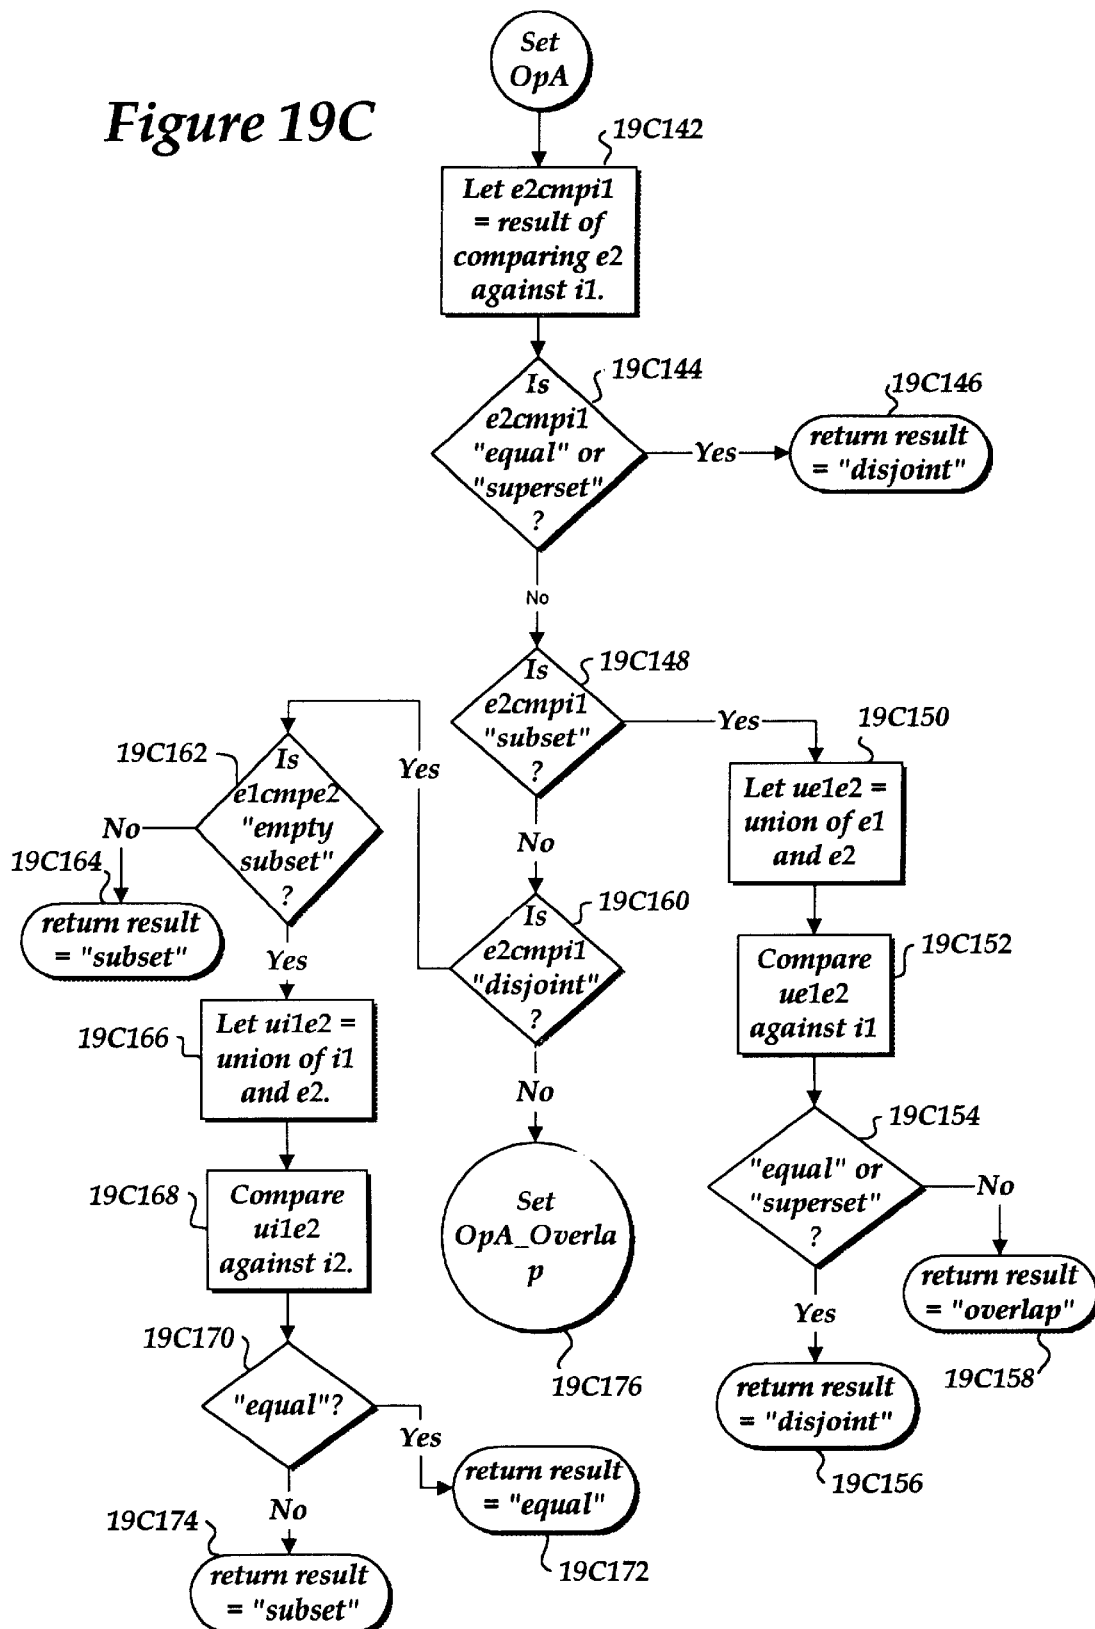 Set
OpA
Figure 19C
19C142
Let e2cmpi1
= result of
comparing e2
against i1.
19C144
Is
e2cmpi1
"equal" or
"superset"
?
Yes
19C146
return result
= "disjoint"
No
19C148
Is
e2cmpi1
"subset"
?
Yes
19C150
Let ue1e2 =
union of e1
and e2
19C152
Compare
ue1e2
against i1
19C154
"equal" or
"superset"
?
No
return result
= "overlap"
19C158
Yes
return result
= "disjoint"
19C156
No
19C160
Is
e2cmpi1
"disjoint"
?
Yes
No
Set
OpA_Overla
p
19C176
19C162
Is
e1cmpe2
"empty
subset"
?
No
19C164
return result
= "subset"
Yes
19C166
Let ui1e2 =
union of i1
and e2.
19C168
Compare
ui1e2
against i2.
19C170
"equal"?
Yes
return result
= "equal"
19C172
No
19C174
return result
= "subset"